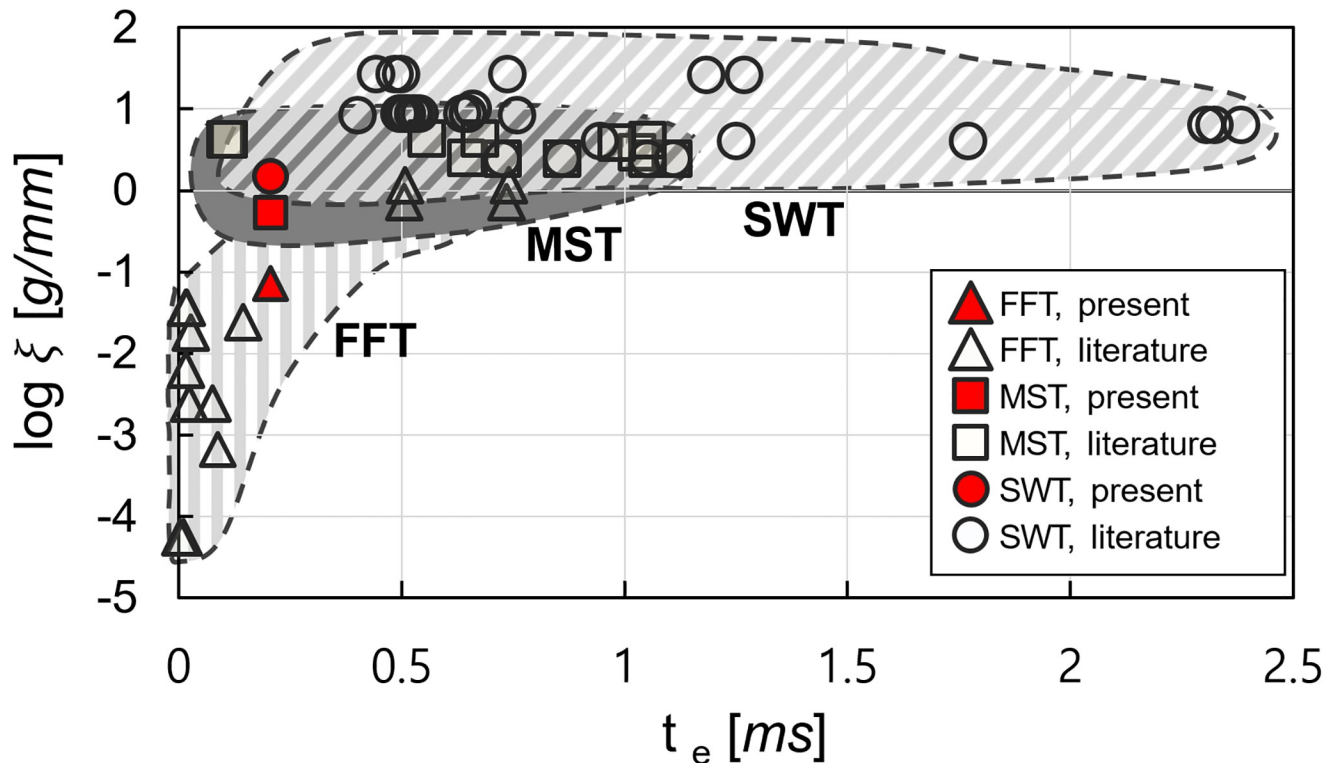 log ξ [g/mm]
2
1
0
-1
-2
-3
-4
-5
SWT
MST
FFT
FFT, present
FFT, literature
MST, present
MST, literature
SWT, present
SWT, literature
0 0.5 1 1.5 2 2.5
t e [ms]